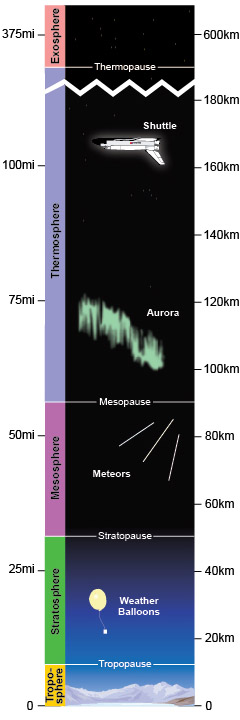 375mi
Exosphere
600km
Thermopause
180km
Shuttle
100mi
160km
Thermosphere
140km
75mi
Aurora
120km
100km
Mesopause
50mi
80km
Mesosphere
Meteors
60km
Stratopause
25mi
40km
Stratosphere
Weather
Balloons
20km
Tropopause
Tropo-
sphere
0
0